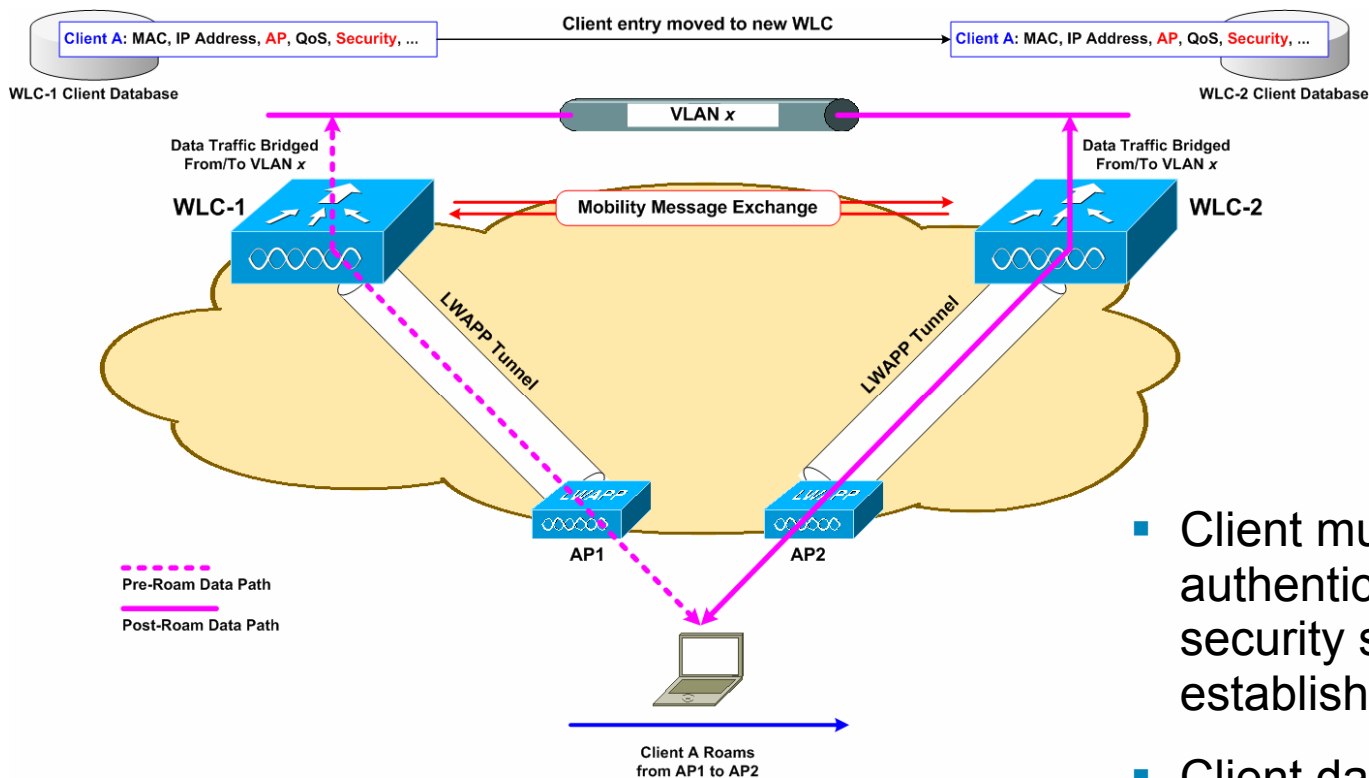 Client A: MAC, IP Address, AP, QoS, Security, ...
Client entry moved to new WLC
Client A: MAC, IP Address, AP, QoS, Security, ...
WLC-1 Client Database
WLC-2 Client Database
VLAN x
Data Traffic Bridged
From/To VLAN x
Data Traffic Bridged
From/To VLAN x
WLC-1
Mobility Message Exchange
WLC-2
LWAPP Tunnel
LWAPP Tunnel
LWAPP
LWAPP
AP1
AP2
Pre-Roam Data Path
Post-Roam Data Path
Client A Roams
from AP1 to AP2
Client
security
establish
Client